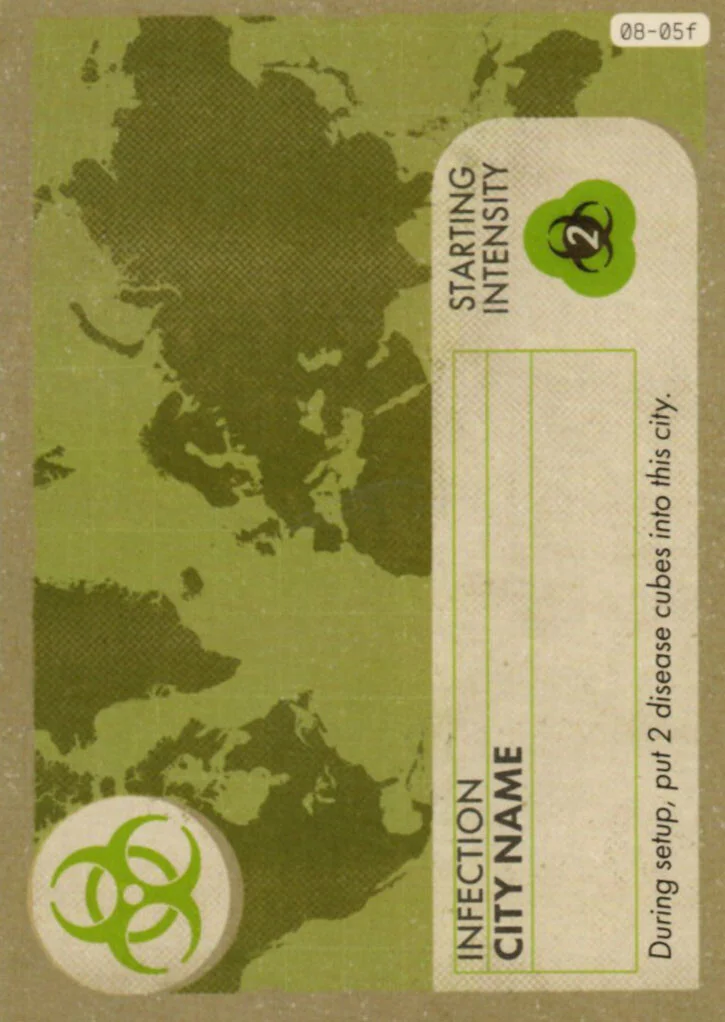 08-05f
INFECTION
CITY NAME
STARTING
INTENSITY
2
During setup, put 2 disease cubes into this city.